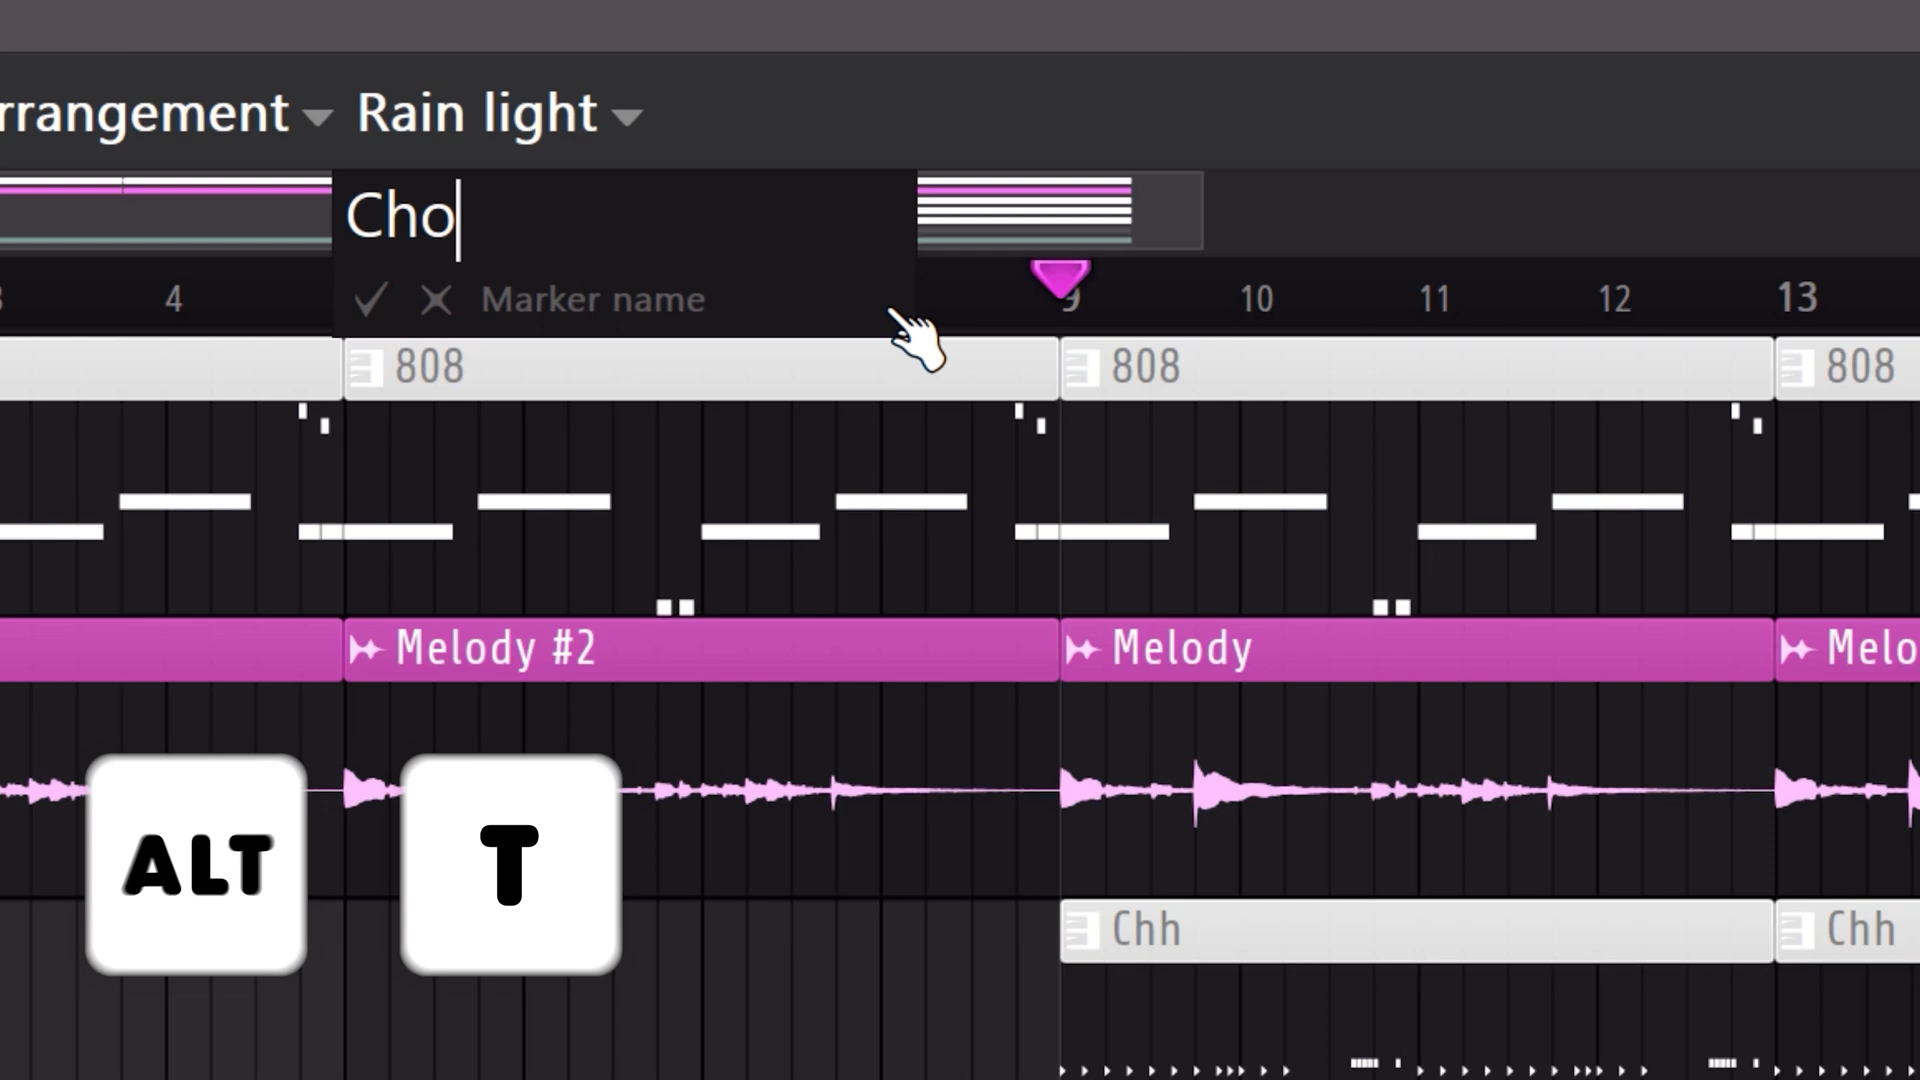 rrangement Rain light
Cho
Marker name
4 9 10 11 12 13
808 808 808
Melody #2 Melody Melo
ALT T
Chh Chh